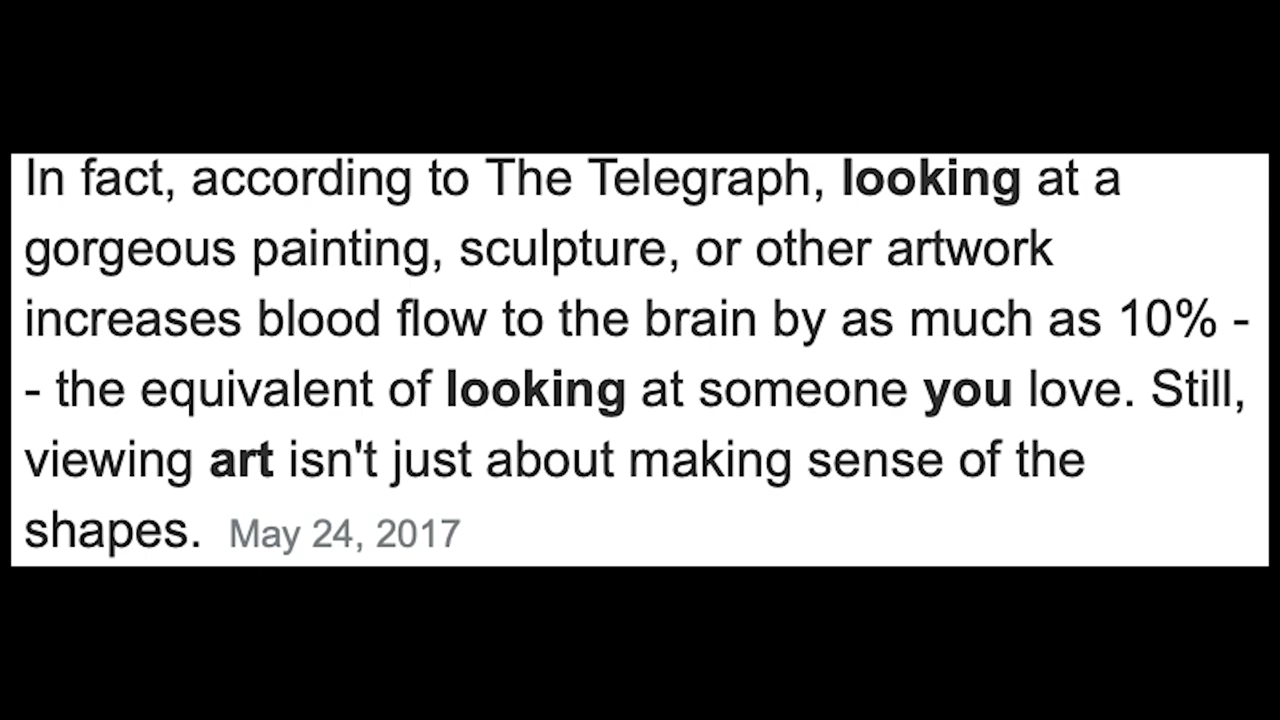 In fact, according to The Telegraph, looking at a
gorgeous painting, sculpture, or other artwork
increases blood flow to the brain by as much as 10% -
- the equivalent of looking at someone you love. Still,
viewing art isn't just about making sense of the
shapes. May 24, 2017